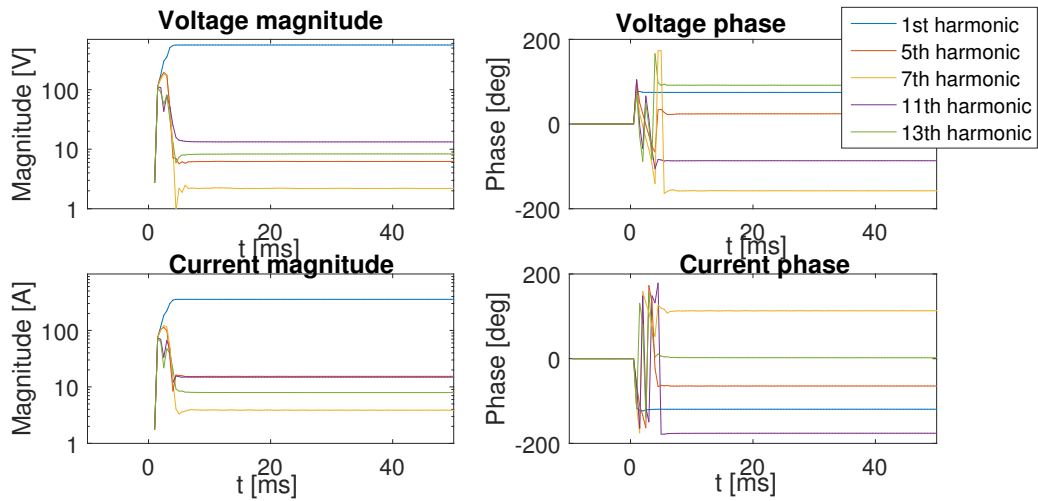 Voltage magnitude
Magnitude [V]
100
10
1
0
20
40
t [ms]
Voltage phase
Phase [deg]
200
0
-200
0
20
40
t [ms]
1st harmonic
5th harmonic
7th harmonic
11th harmonic
13th harmonic
Current magnitude
Magnitude [A]
100
10
1
0
20
40
t [ms]
Current phase
Phase [deg]
200
0
-200
0
20
40
t [ms]